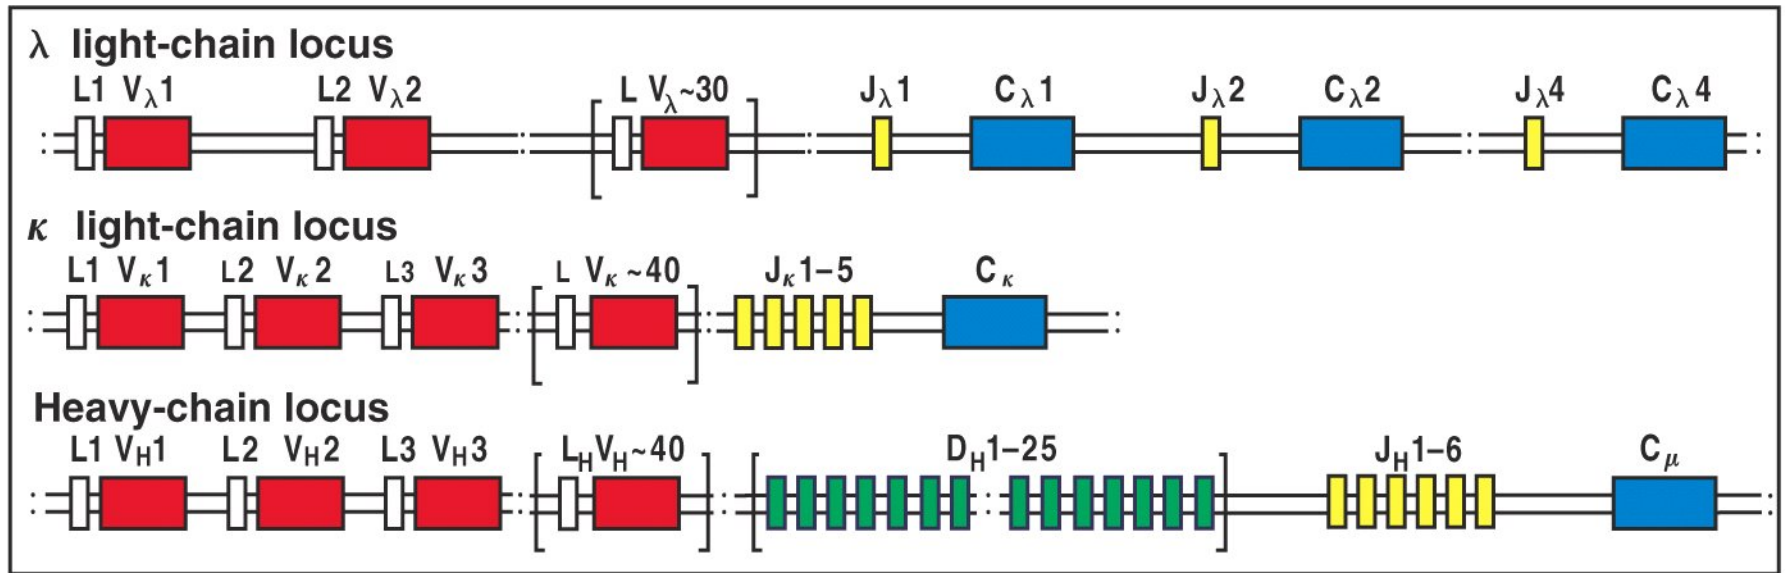 λ light-chain locus
L1 Vλ1 L2 Vλ2 L Vλ~30 Jλ1 Cλ1 Jλ2 Cλ2 Jλ4 Cλ4
κ light-chain locus
L1 Vκ1 L2 Vκ2 L3 Vκ3 L Vκ ~40 Jκ1–5 Cκ
Heavy-chain locus
L1 VH1 L2 VH2 L3 VH3 LHVH~40 DH1–25 JH1–6 Cμ